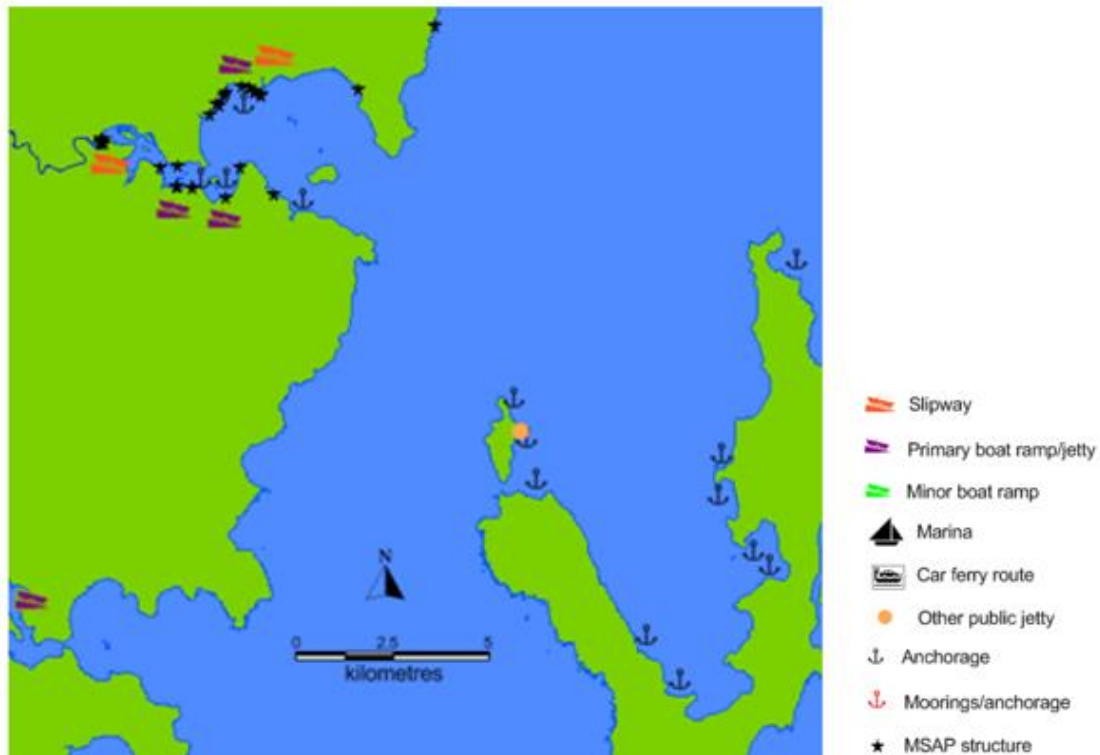 N
0 2.5 5
kilometres
Slipway
Primary boat ramp/jetty
Minor boat ramp
Marina
Car ferry route
Other public jetty
Anchorage
Moorings/anchorage
MSAP structure